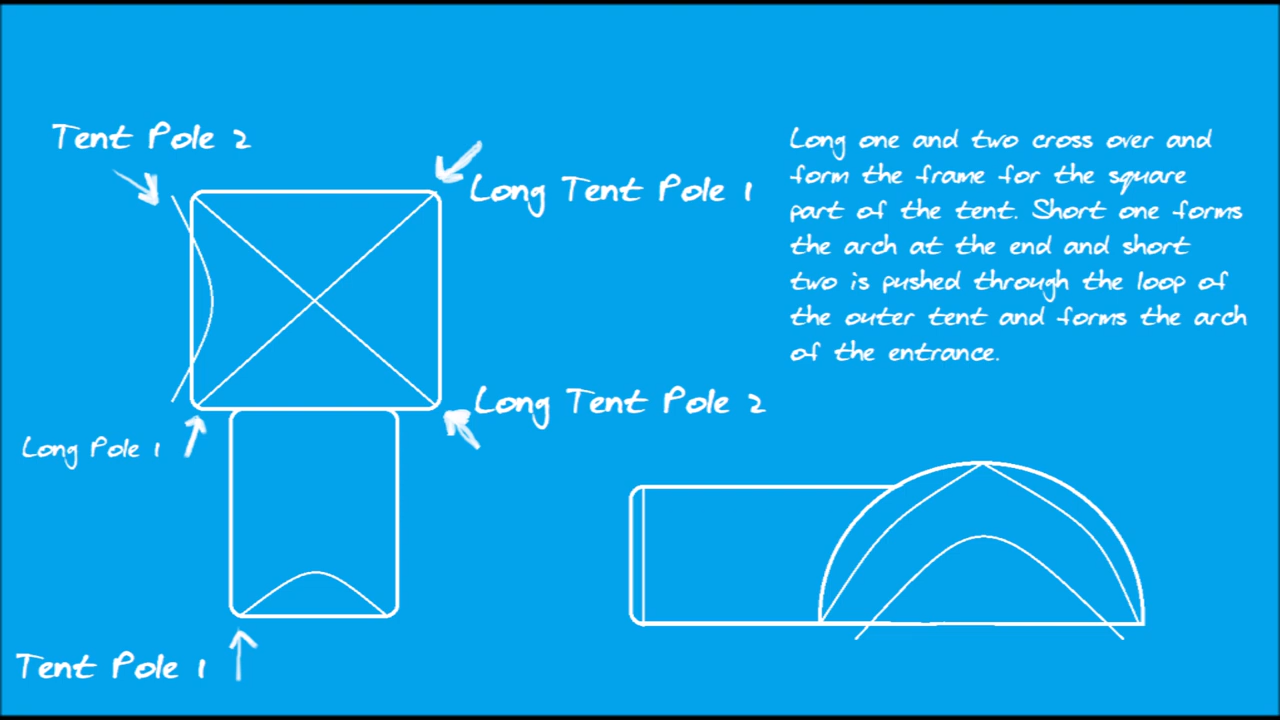 Tent Pole 2
Long Tent Pole 1
Long one and two cross over and
form the frame for the square
part of the tent. Short one forms
the arch at the end and short
two is pushed through the loop of
the outer tent and forms the arch
of the entrance.
Long Tent Pole 2
Long Pole 1
Tent Pole 1